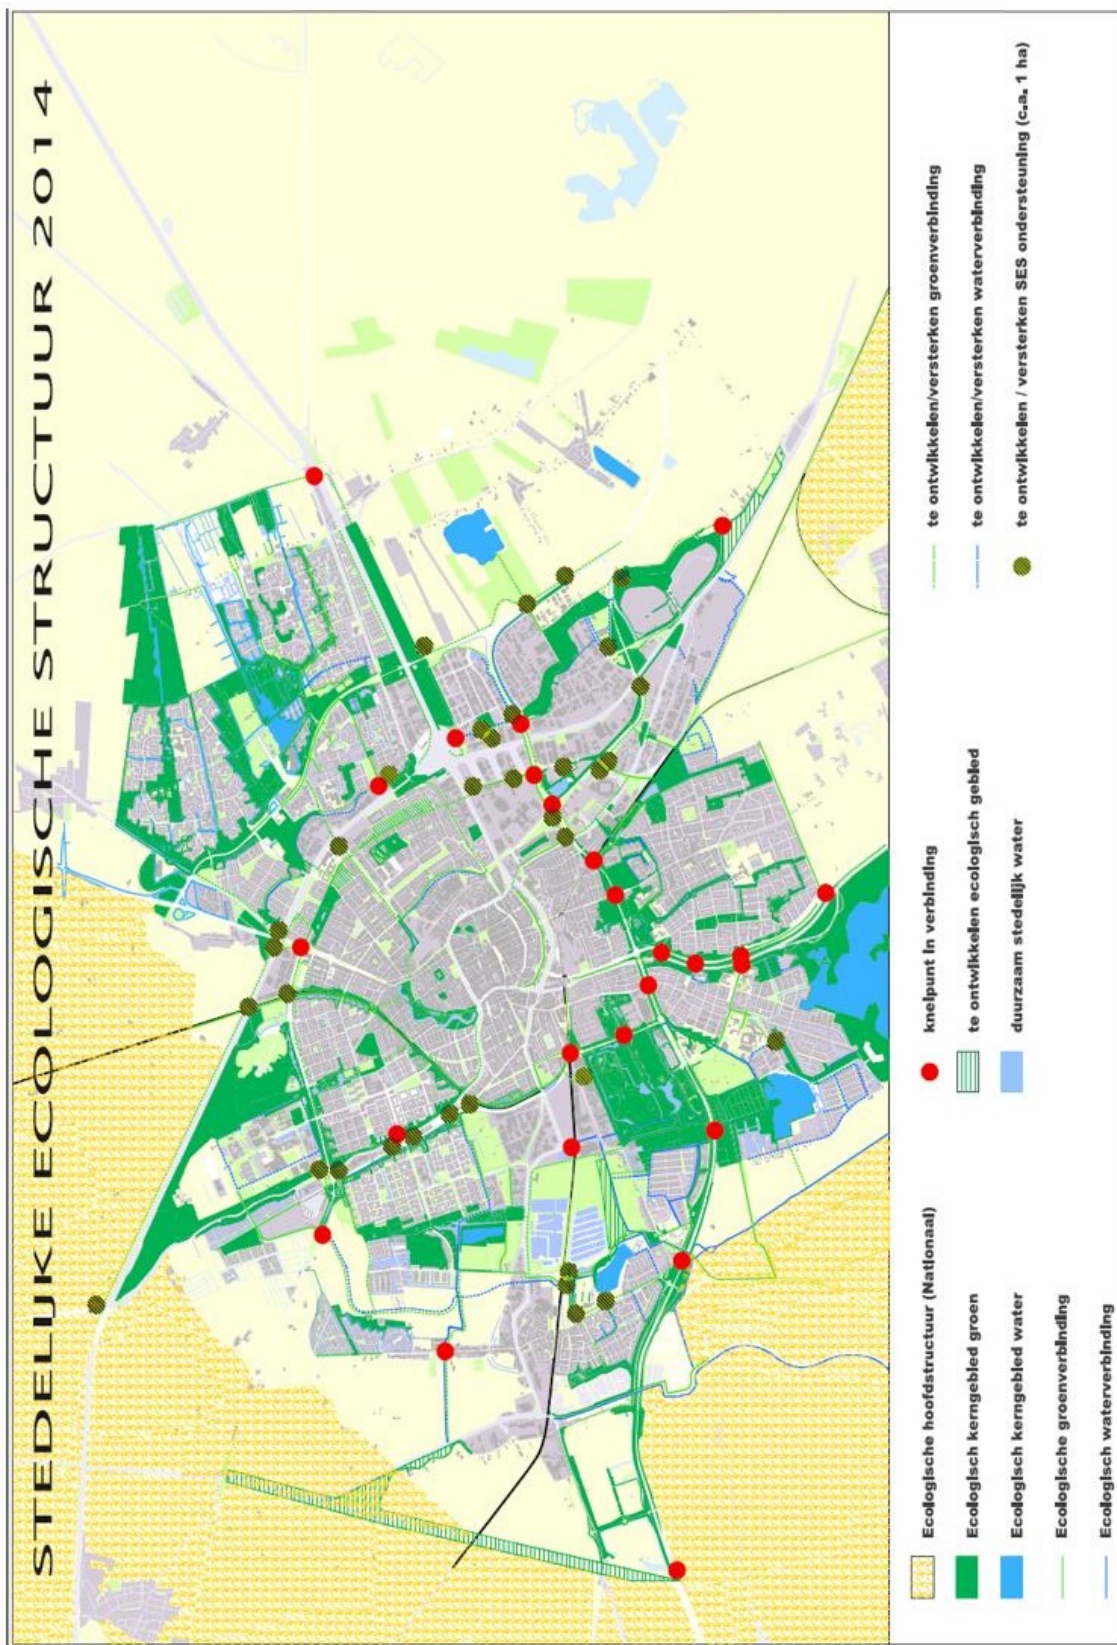 STEDELIJKE ECOLOGISCHE STRUCTUUR 2014
Ecologische hoofdstructuur (Nationaal)
Ecologisch kerngebied groen
Ecologisch kerngebied water
Ecologische groenverbinding
Ecologisch waterverbinding
knelpunt in verbinding
te ontwikkelen ecologisch gebied
duurzaam stedelijk water
te ontwikkelen/versterken groenverbinding
te ontwikkelen/versterken waterverbinding
te ontwikkelen / versterken SES ondersteuning (c.a. 1 ha)